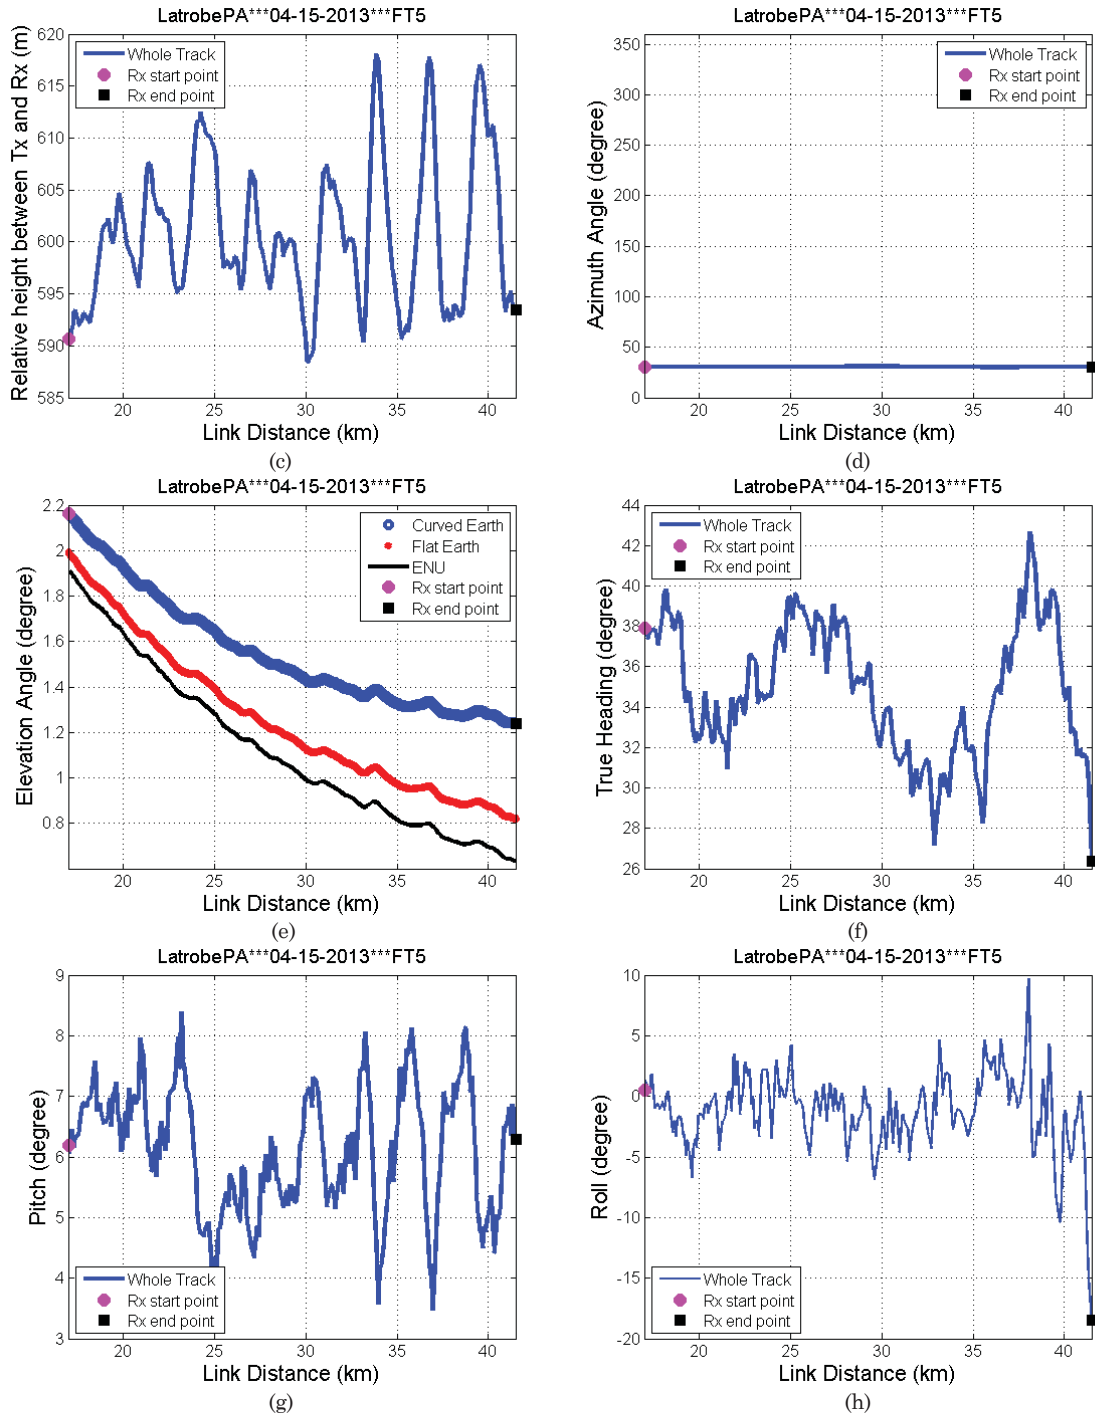 LatrobePA***04-15-2013***FT5
Relative height between Tx and Rx (m)
620
615
610
605
600
595
590
585
Whole Track
Rx start point
Rx end point
20 25 30 35 40
Link Distance (km)
(c)
LatrobePA***04-15-2013***FT5
Azimuth Angle (degree)
350
300
250
200
150
100
50
0
Whole Track
Rx start point
Rx end point
20 25 30 35 40
Link Distance (km)
(d)
LatrobePA***04-15-2013***FT5
Elevation Angle (degree)
2.2
2
1.8
1.6
1.4
1.2
1
0.8
Curved Earth
Flat Earth
ENU
Rx start point
Rx end point
20 25 30 35 40
Link Distance (km)
(e)
LatrobePA***04-15-2013***FT5
True Heading (degree)
44
42
40
38
36
34
32
30
28
26
Whole Track
Rx start point
Rx end point
20 25 30 35 40
Link Distance (km)
(f)
LatrobePA***04-15-2013***FT5
Pitch (degree)
9
8
7
6
5
4
3
Whole Track
Rx start point
Rx end point
20 25 30 35 40
Link Distance (km)
(g)
LatrobePA***04-15-2013***FT5
Roll (degree)
10
5
0
-5
-10
-15
-20
Whole Track
Rx start point
Rx end point
20 25 30 35 40
Link Distance (km)
(h)